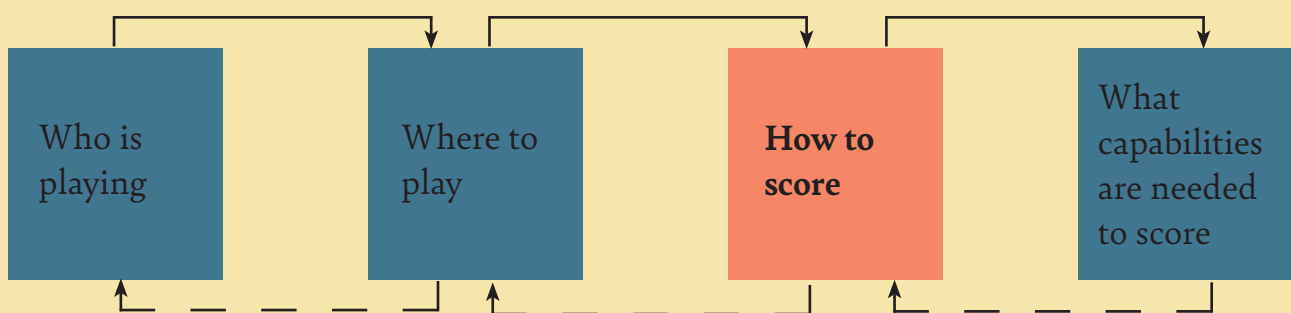 Who is
playing
Where to
play
How to
score
What
capabilities
are needed
to score